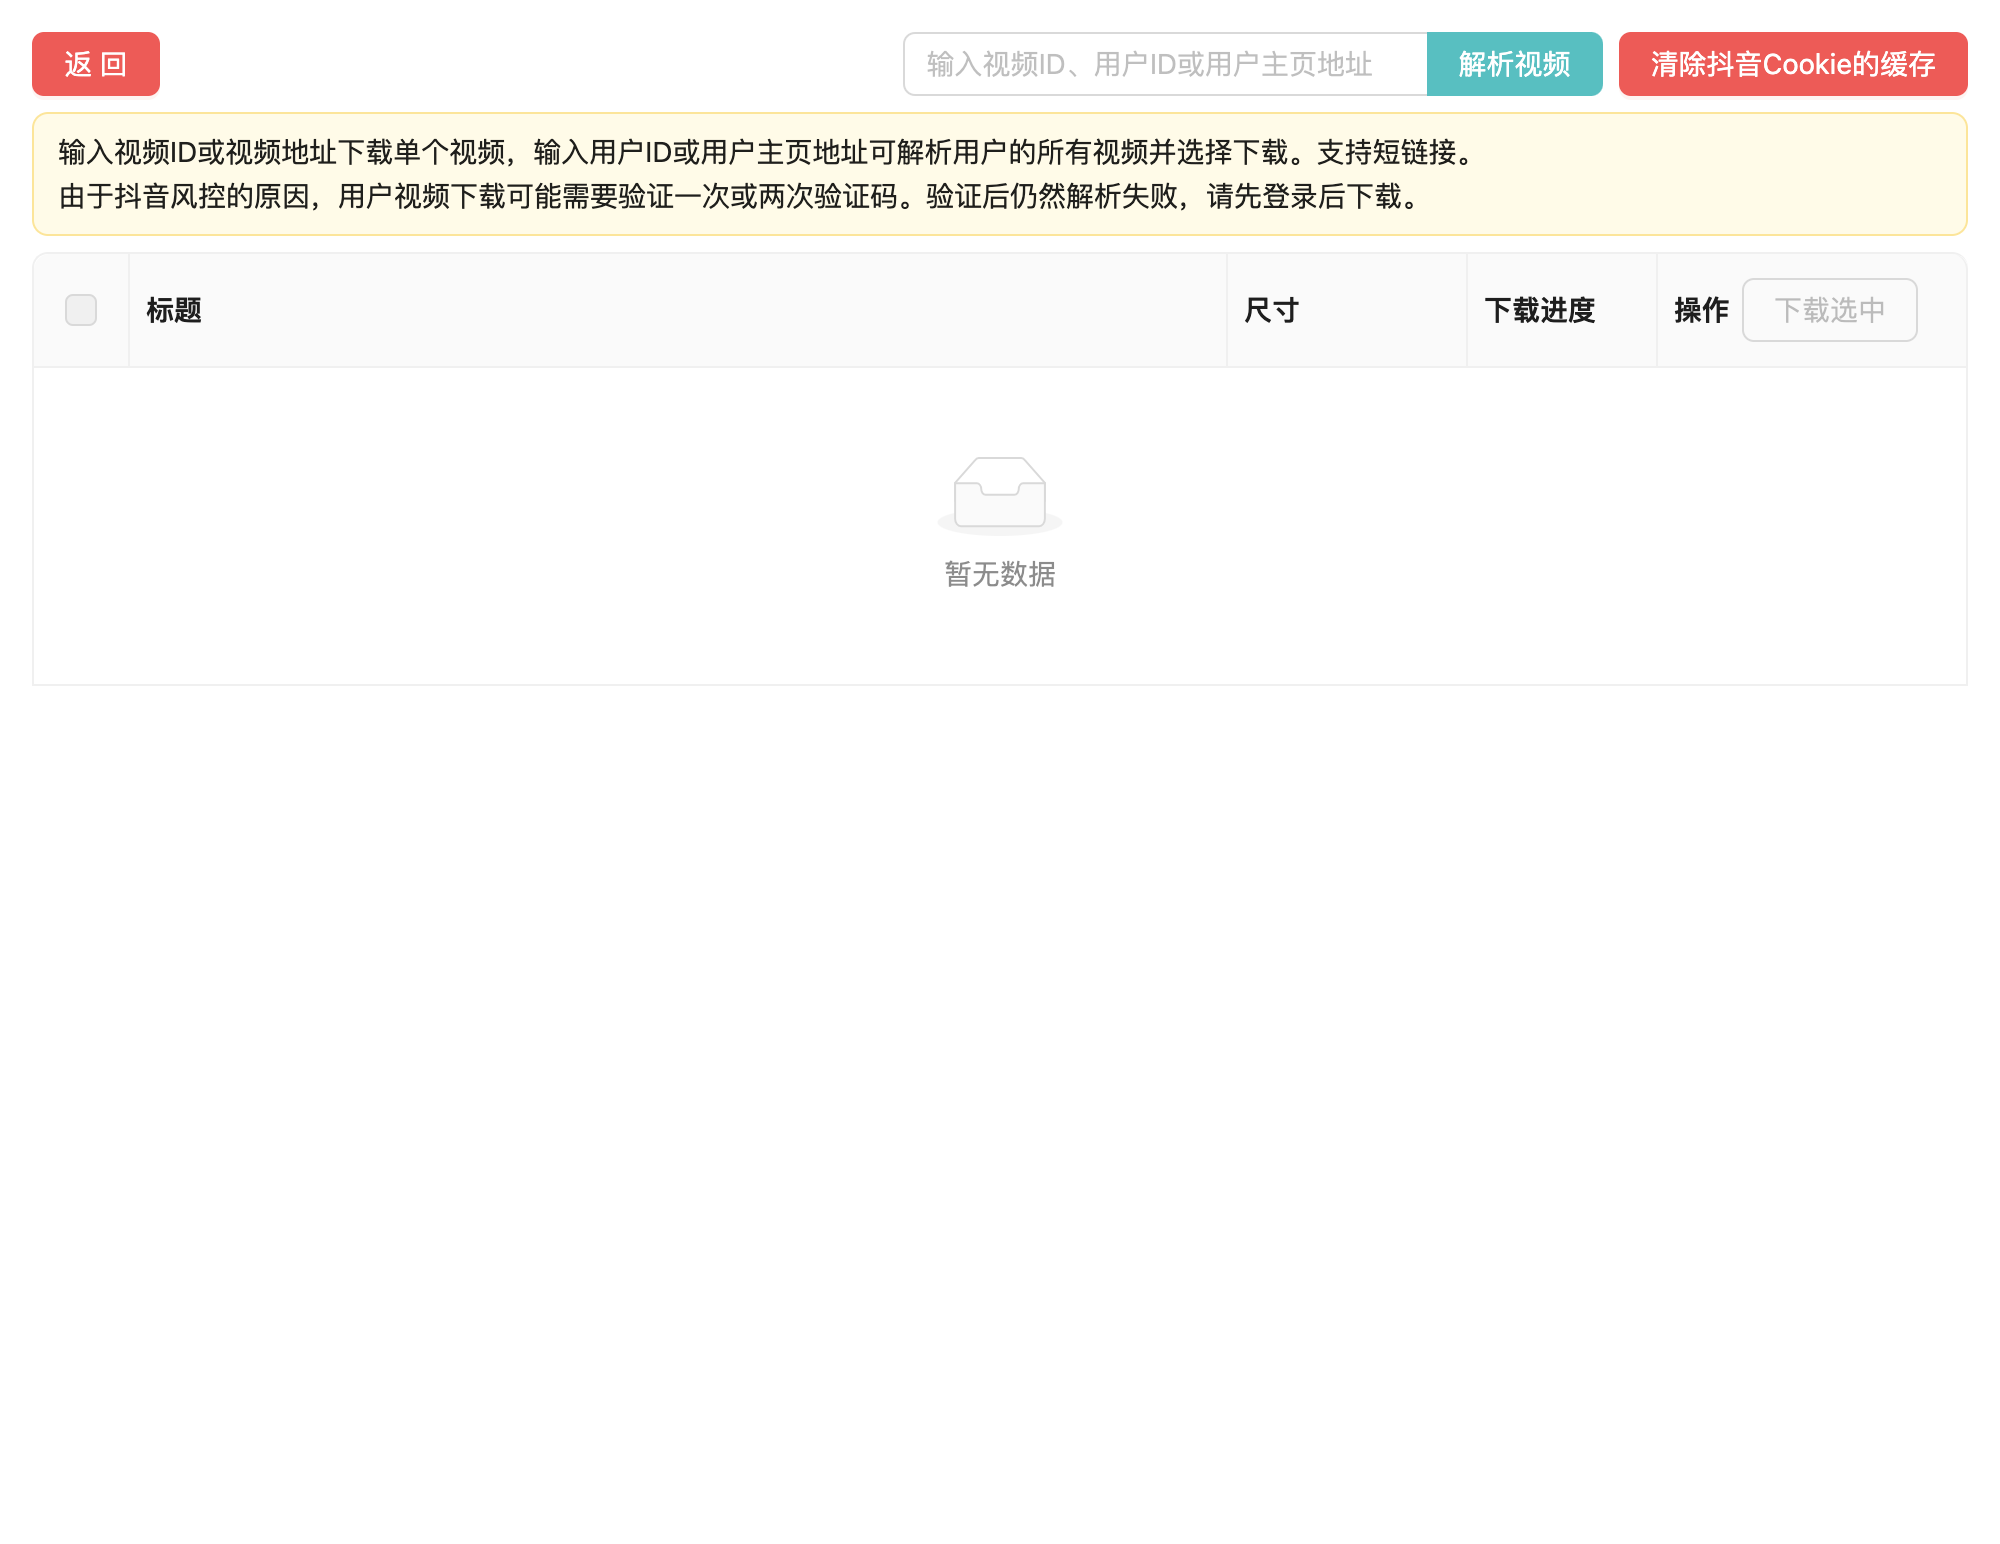 返 回
输入视频ID、用户ID或用户主页地址
解析视频
清除抖音Cookie的缓存
输入视频ID或视频地址下载单个视频，输入用户ID或用户主页地址可解析用户的所有视频并选择下载。支持短链接。
由于抖音风控的原因，用户视频下载可能需要验证一次或两次验证码。验证后仍然解析失败，请先登录后下载。
标题
尺寸
下载进度
操作
下载选中
暂无数据